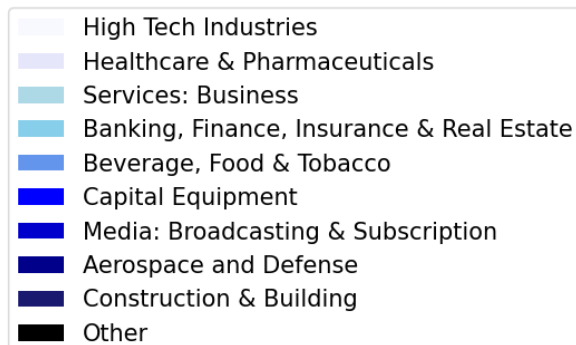 High Tech Industries
Healthcare & Pharmaceuticals
Services: Business
Banking, Finance, Insurance & Real Estate
Beverage, Food & Tobacco
Capital Equipment
Media: Broadcasting & Subscription
Aerospace and Defense
Construction & Building
Other